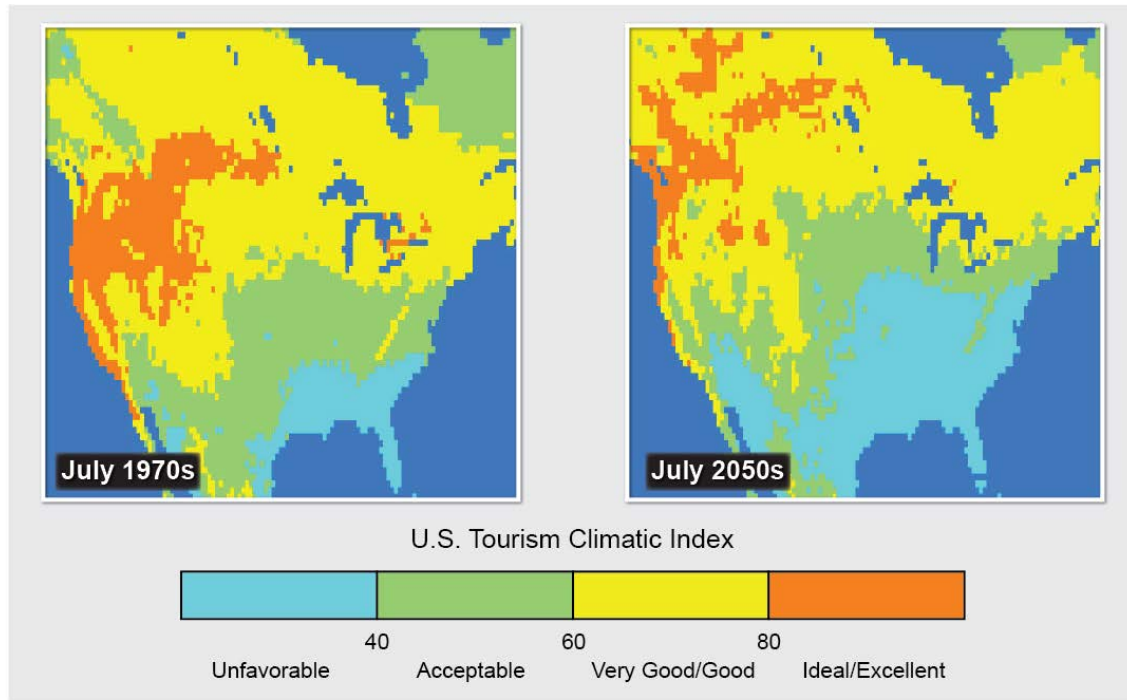 July 1970s
July 2050s
U.S. Tourism Climatic Index
40
60
80
Unfavorable
Acceptable
Very Good/Good
Ideal/Excellent